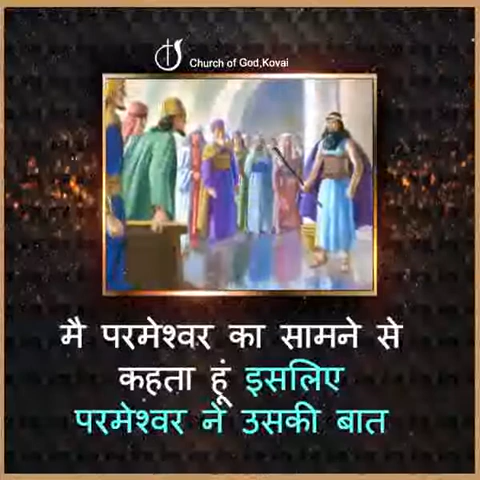 Church of God,Kovai
मै परमेश्वर का सामने से
कहता हूं इसलिए
परमेश्वर ने उसकी बात